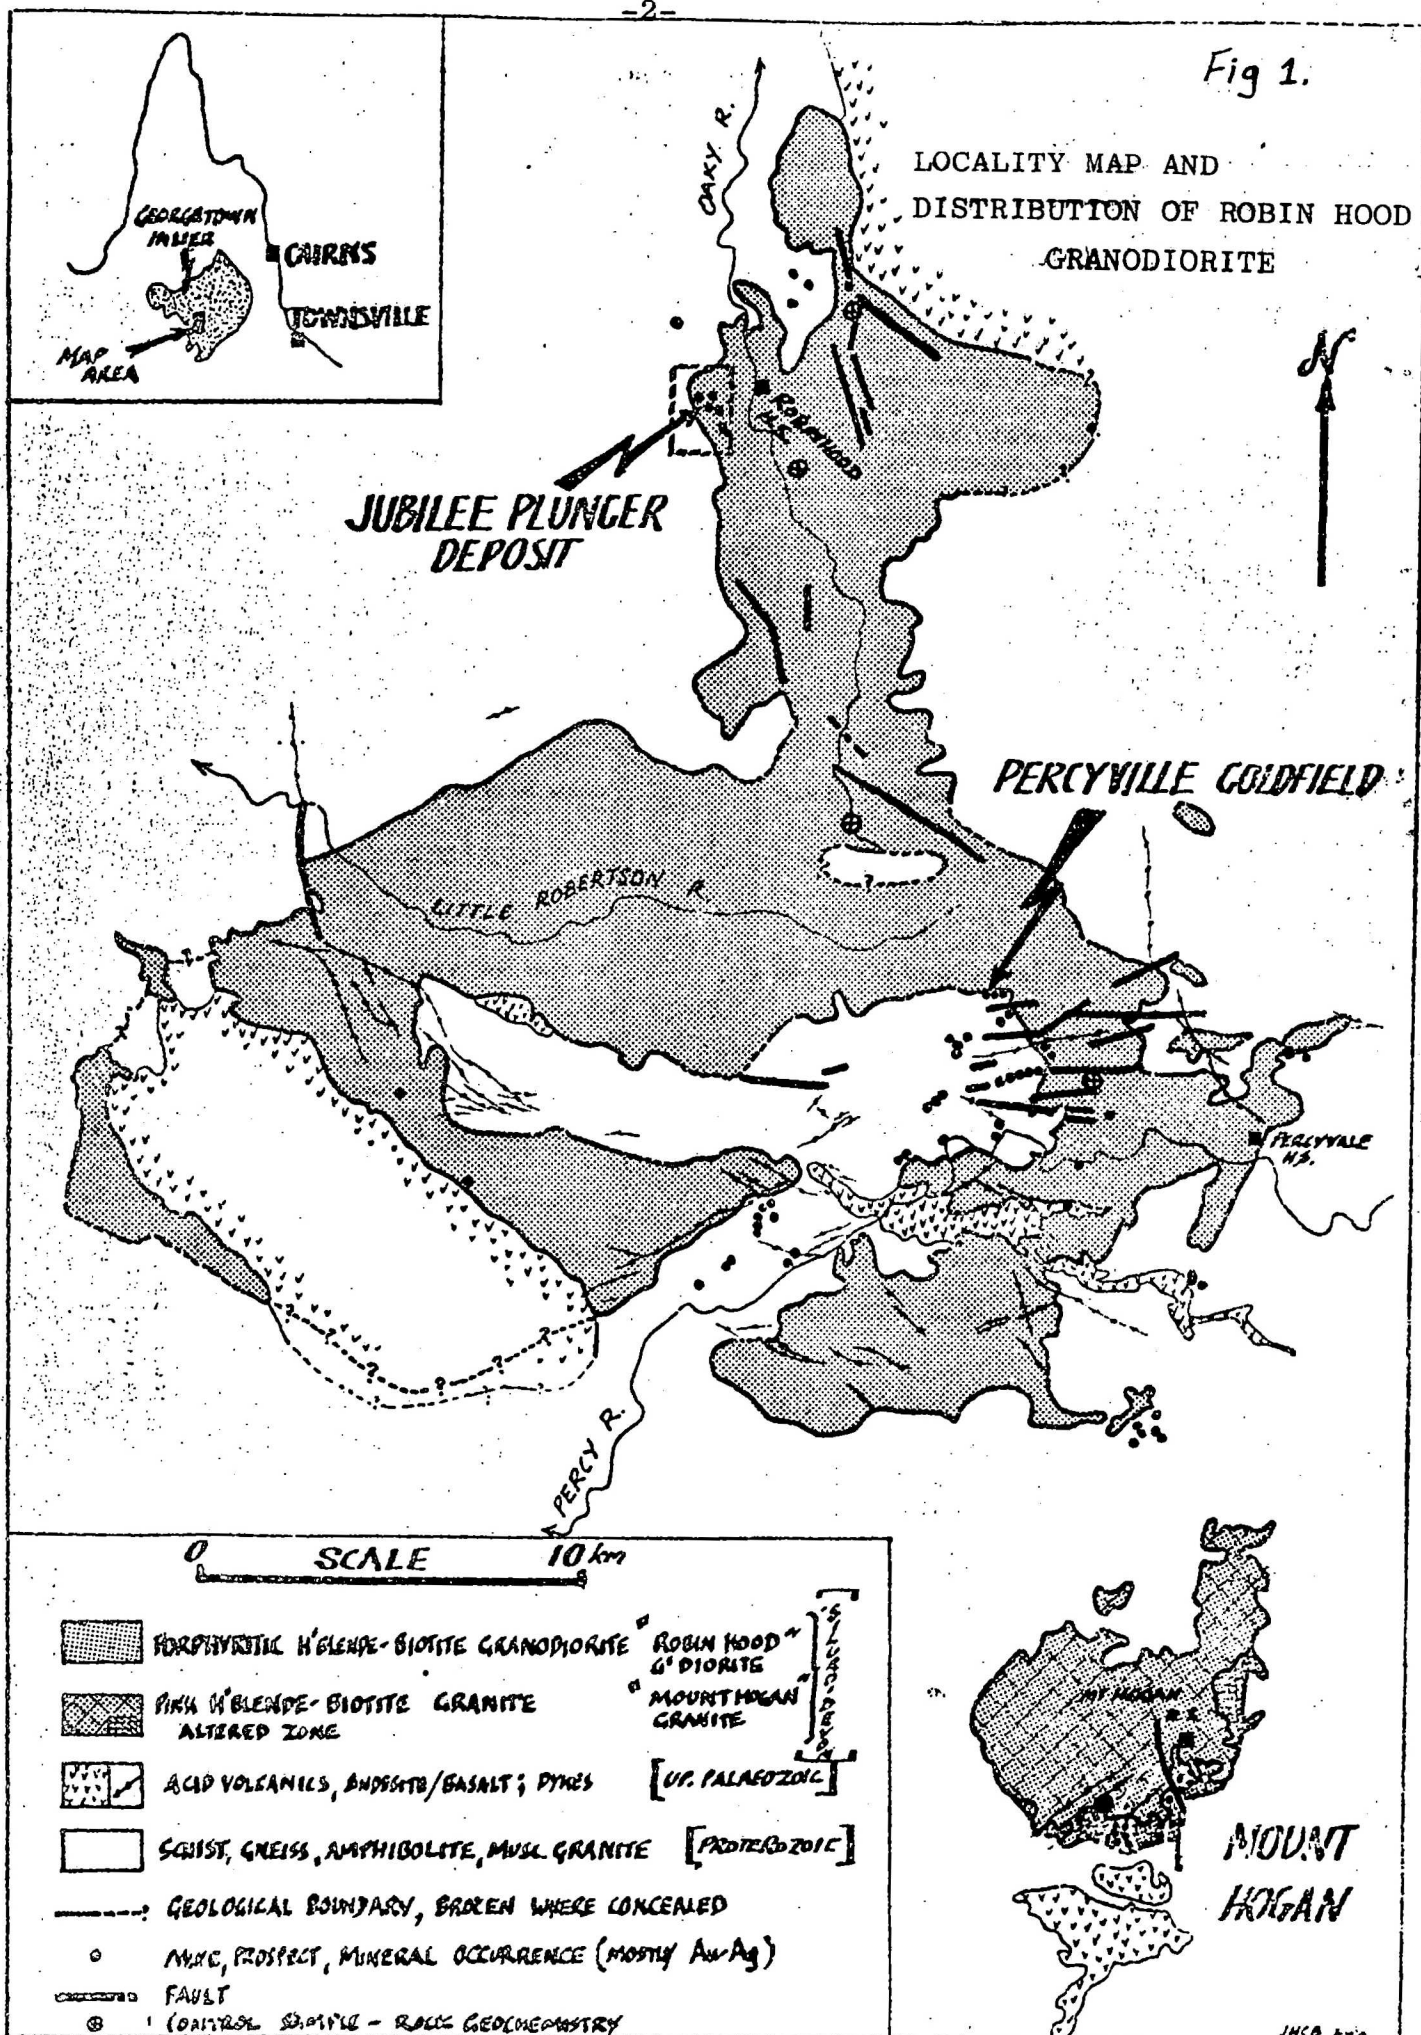 -2-
Fig 1.
LOCALITY MAP AND
DISTRIBUTION OF ROBIN HOOD
GRANODIORITE
GEORGETOWN
INLIER
CAIRNS
TOWNSVILLE
MAP
AREA
OAKY R.
N
ROBINHOOD
H.S.
JUBILEE PLUNGER
DEPOSIT
PERCYVILLE GOLDFIELD
?
LITTLE ROBERTSON R.
PERCYVALE
H.S.
? ? ? ? ? ?
? ? ?
PERCY R.
0 SCALE 10 km
PORPHYRITIC H'BLENDE-BIOTITE GRANODIORITE "ROBIN HOOD"
G'DIORITE
PINK H'BLENDE-BIOTITE GRANITE "MOUNT HOGAN"
ALTERED ZONE GRANITE
ACID VOLCANICS, ANDESITE/BASALT; DYKES [UP. PALAEOZOIC]
SCHIST, GNEISS, AMPHIBOLITE, MUSC. GRANITE [PROTEROZOIC]
GEOLOGICAL BOUNDARY, BROKEN WHERE CONCEALED
MINE, PROSPECT, MINERAL OCCURRENCE (MOSTLY Au-Ag)
FAULT
CONTROL SAMPLE - ROCK GEOCHEMISTRY
MT HOGAN
H.S.
MOUNT
HOGAN